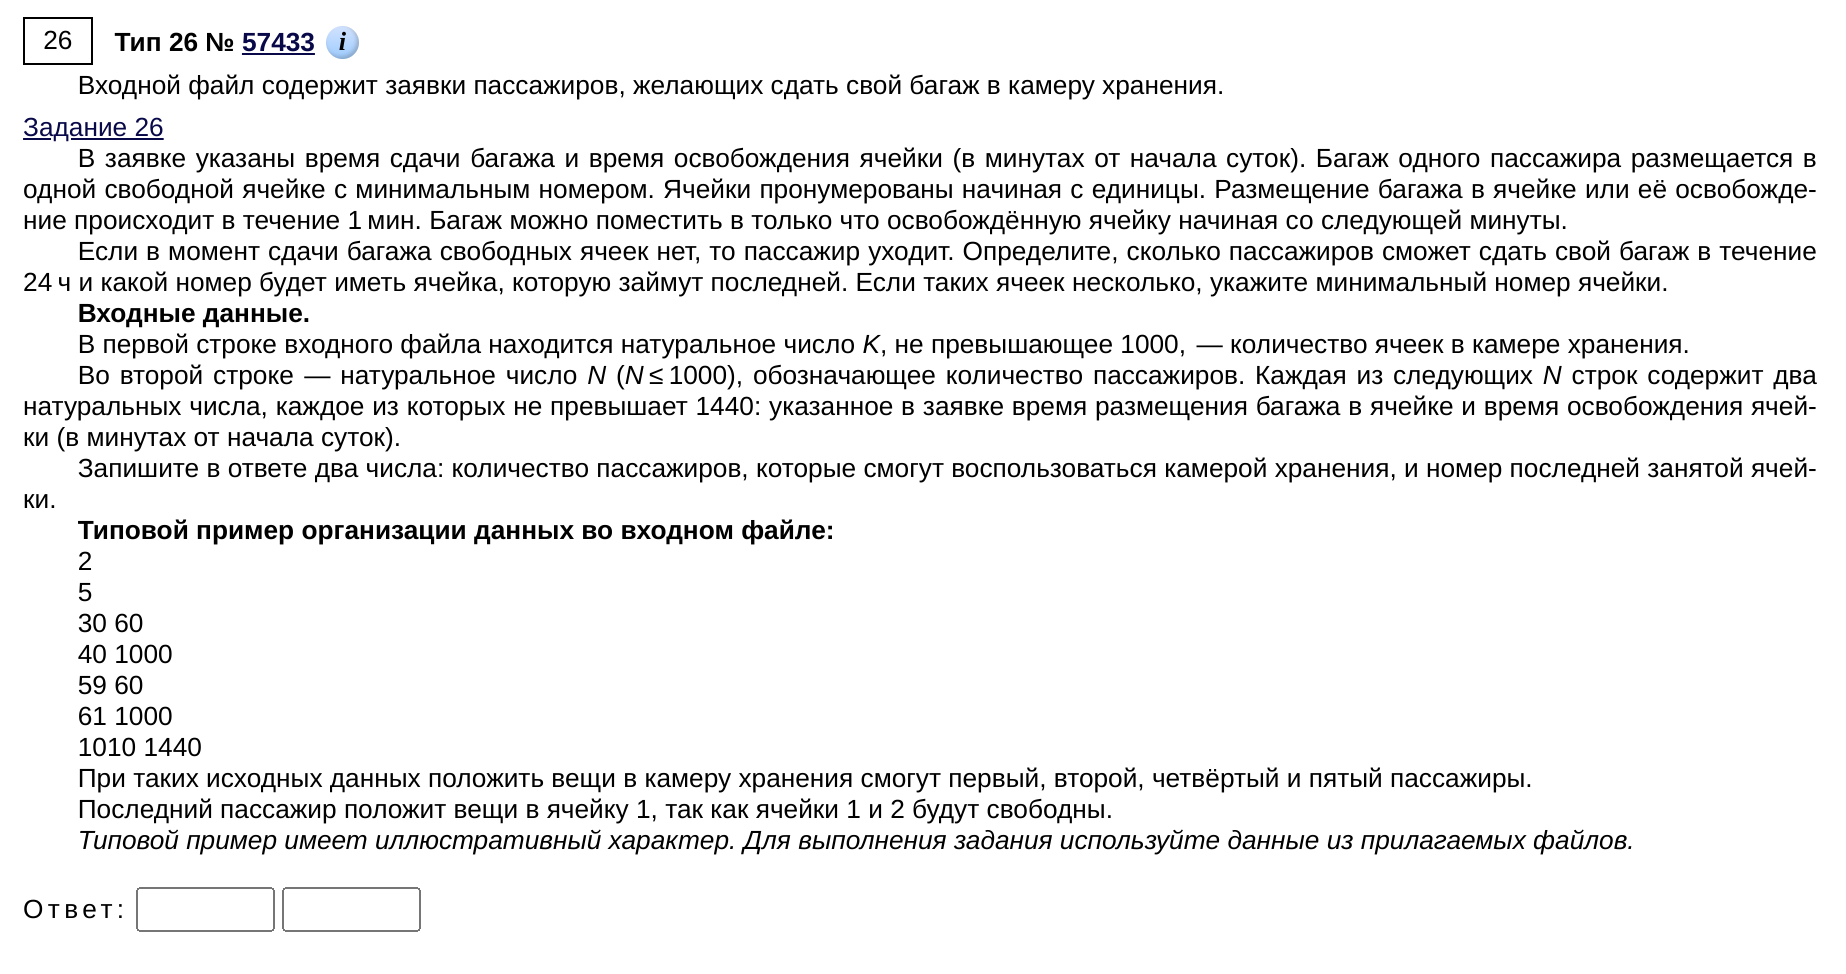 26 Тип 26 № 57433 i
Входной файл содержит заявки пассажиров, желающих сдать свой багаж в камеру хранения.
Задание 26
В заявке указаны время сдачи багажа и время освобождения ячейки (в минутах от начала суток). Багаж одного пассажира размещается в
одной свободной ячейке с минимальным номером. Ячейки пронумерованы начиная с единицы. Размещение багажа в ячейке или её освобожде-
ние происходит в течение 1 мин. Багаж можно поместить в только что освобождённую ячейку начиная со следующей минуты.
Если в момент сдачи багажа свободных ячеек нет, то пассажир уходит. Определите, сколько пассажиров сможет сдать свой багаж в течение
24 ч и какой номер будет иметь ячейка, которую займут последней. Если таких ячеек несколько, укажите минимальный номер ячейки.
Входные данные.
В первой строке входного файла находится натуральное число K, не превышающее 1000, — количество ячеек в камере хранения.
Во второй строке — натуральное число N (N ≤ 1000), обозначающее количество пассажиров. Каждая из следующих N строк содержит два
натуральных числа, каждое из которых не превышает 1440: указанное в заявке время размещения багажа в ячейке и время освобождения ячей-
ки (в минутах от начала суток).
Запишите в ответе два числа: количество пассажиров, которые смогут воспользоваться камерой хранения, и номер последней занятой ячей-
ки.
Типовой пример организации данных во входном файле:
2
5
30 60
40 1000
59 60
61 1000
1010 1440
При таких исходных данных положить вещи в камеру хранения смогут первый, второй, четвёртый и пятый пассажиры.
Последний пассажир положит вещи в ячейку 1, так как ячейки 1 и 2 будут свободны.
Типовой пример имеет иллюстративный характер. Для выполнения задания используйте данные из прилагаемых файлов.
Ответ: